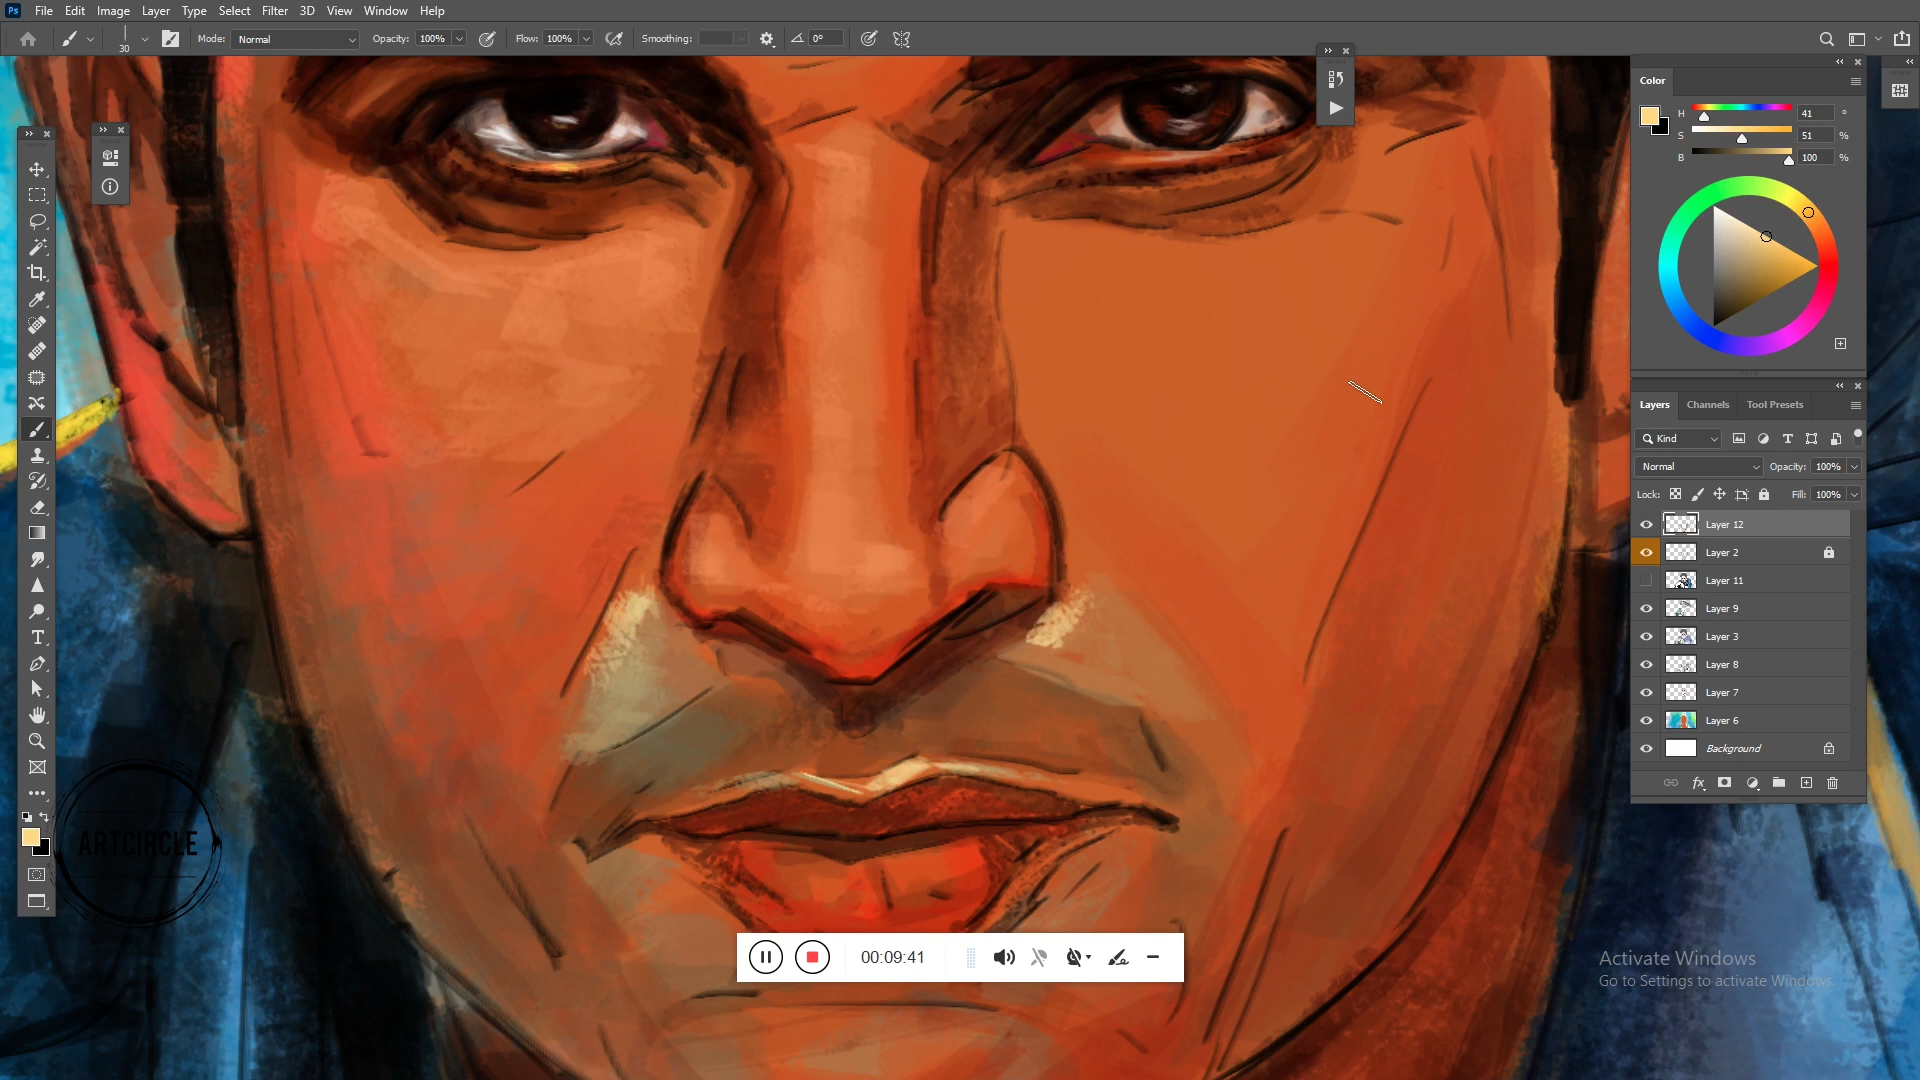 Ps File Edit Image Layer Type Select Filter 3D View Window Help
30 Mode: Normal Opacity: 100% Flow: 100% Smoothing: 0°
Color
H 41 °
S 51 %
B 100 %
Layers Channels Tool Presets
Kind
Normal Opacity: 100%
Lock: Fill: 100%
Layer 12
Layer 2
Layer 11
Layer 9
Layer 3
Layer 8
Layer 7
Layer 6
Background
fx
ARTCIRCLE
00:09:41
Activate Windows
Go to Settings to activate Windows.